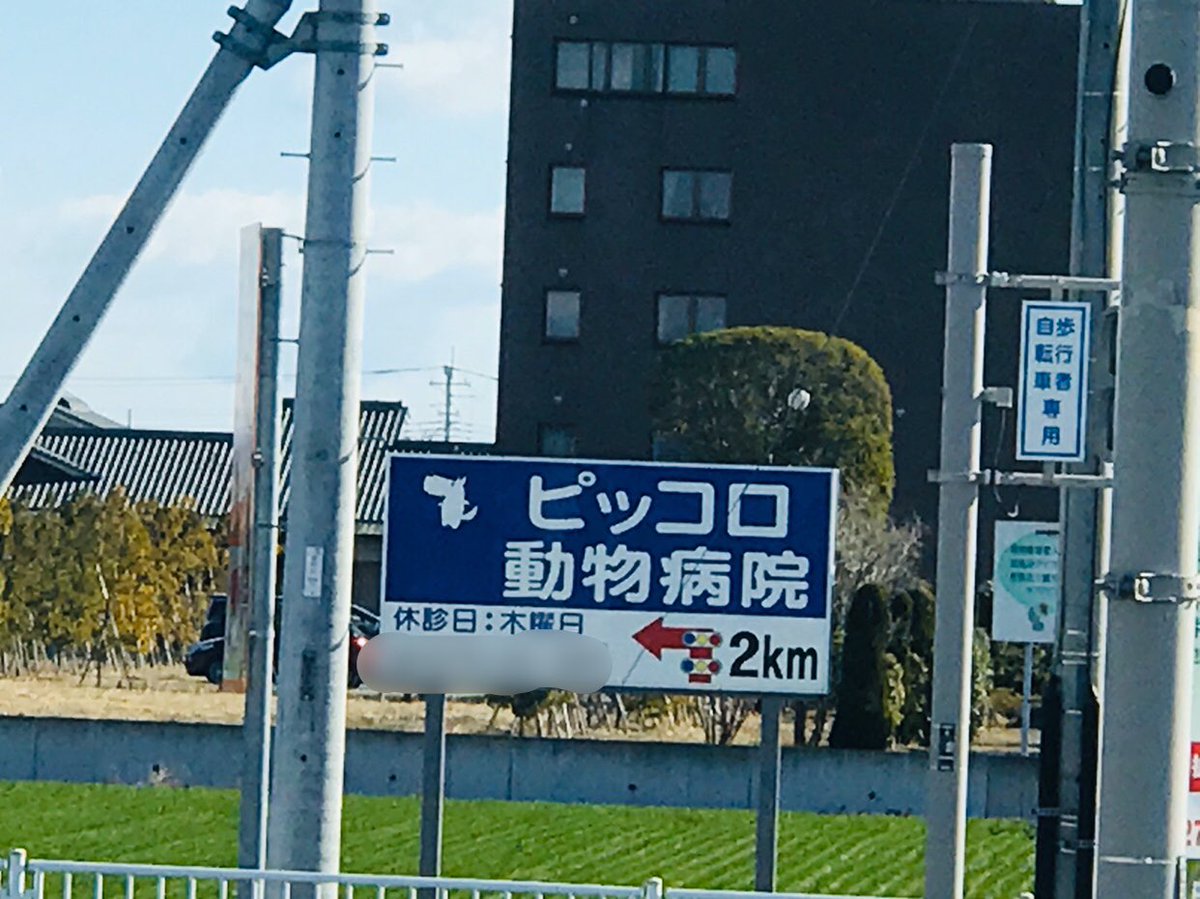 ピッコロ
動物病院
休診日:木曜日
2km
歩行者
自転車専用